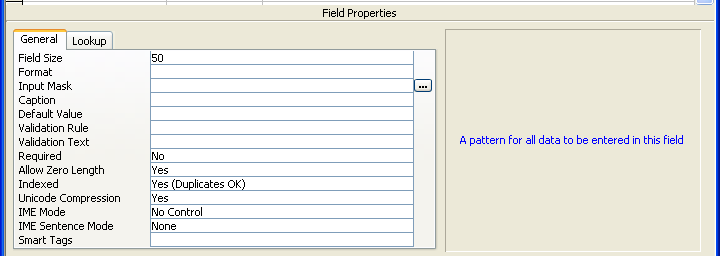 Field Properties
General Lookup
Field Size 50
Format
Input Mask ...
Caption
Default Value
Validation Rule
Validation Text
Required No
Allow Zero Length Yes
Indexed Yes (Duplicates OK)
Unicode Compression Yes
IME Mode No Control
IME Sentence Mode None
Smart Tags
A pattern for all data to be entered in this field